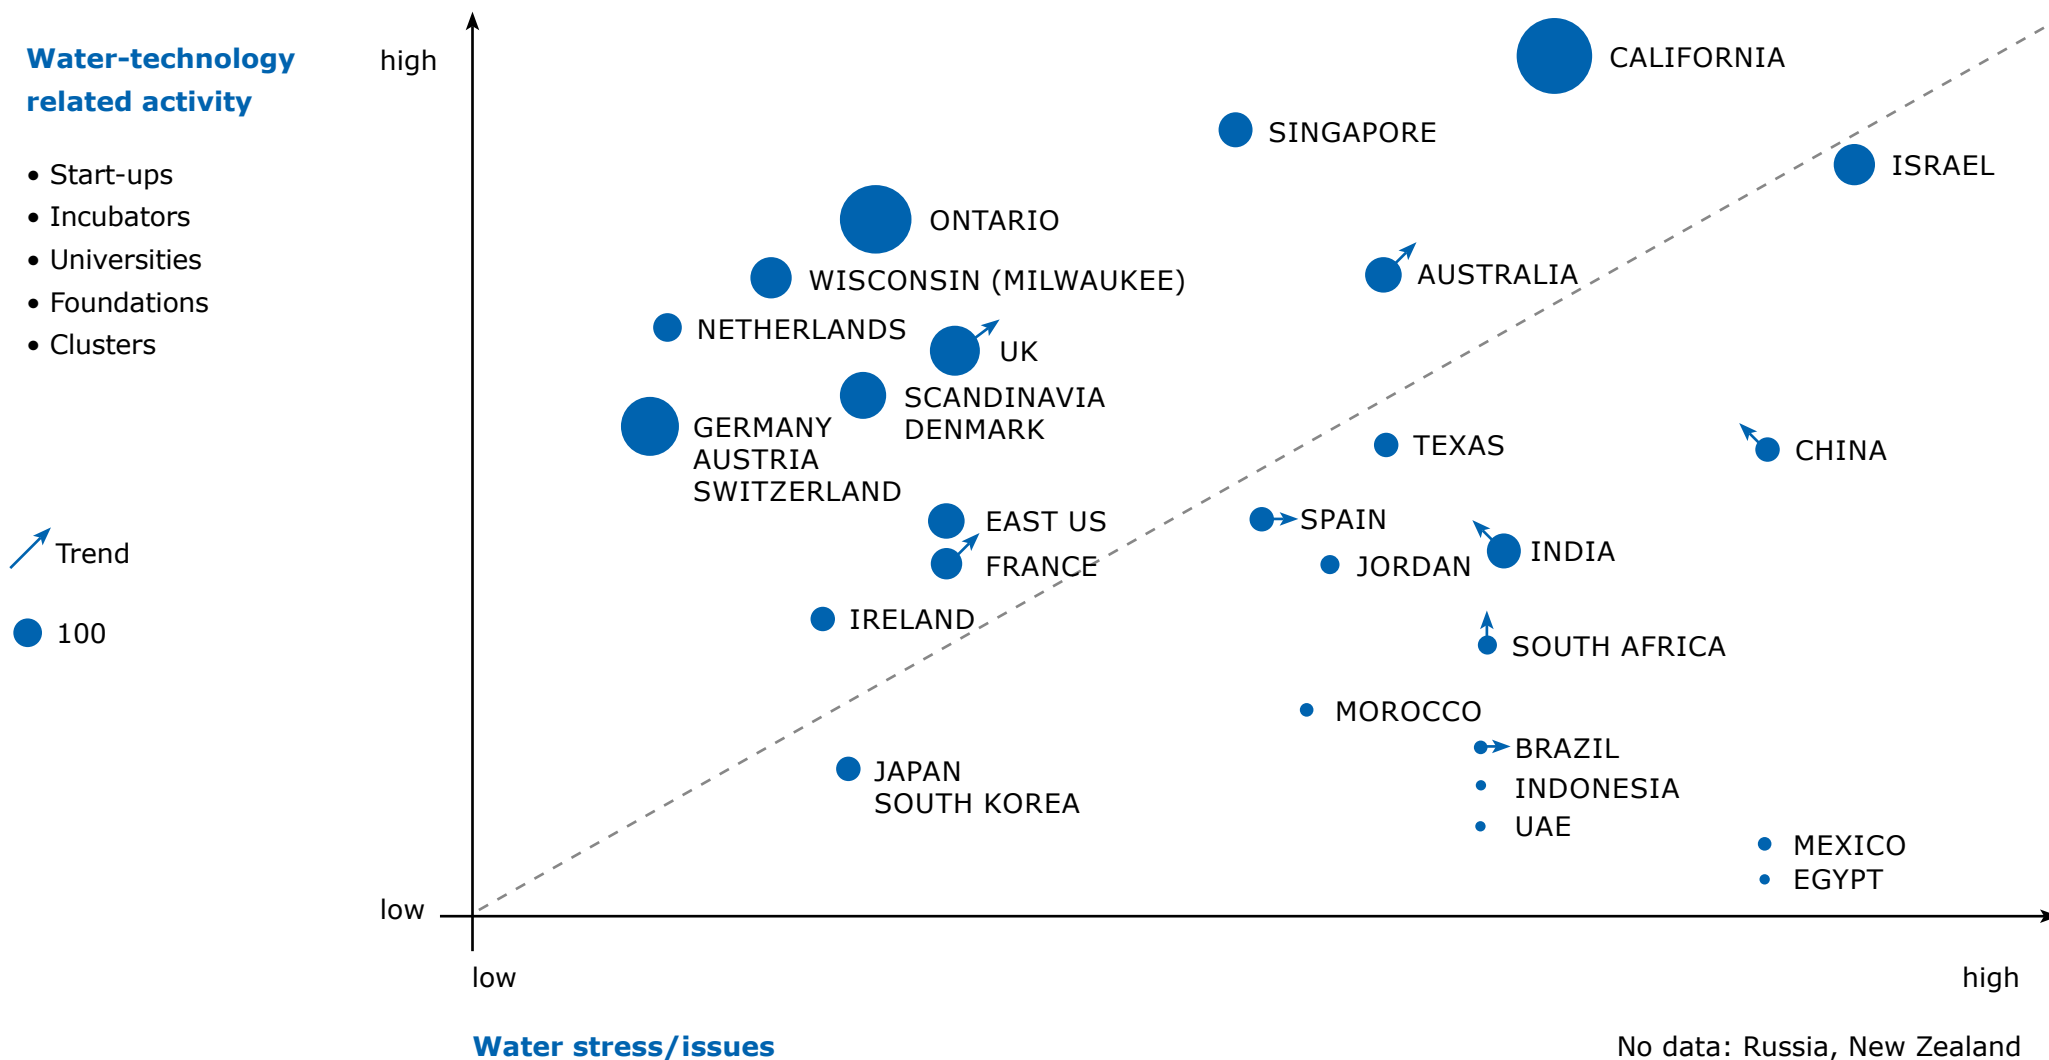 Water-technology
related activity
• Start-ups
• Incubators
• Universities
• Foundations
• Clusters
Trend
100
high
low
CALIFORNIA
SINGAPORE
ISRAEL
ONTARIO
WISCONSIN (MILWAUKEE)
AUSTRALIA
NETHERLANDS
UK
SCANDINAVIA
DENMARK
GERMANY
AUSTRIA
SWITZERLAND
TEXAS
CHINA
EAST US
SPAIN
FRANCE
JORDAN
INDIA
IRELAND
SOUTH AFRICA
MOROCCO
BRAZIL
JAPAN
SOUTH KOREA
INDONESIA
UAE
MEXICO
EGYPT
low
high
Water stress/issues
No data: Russia, New Zealand